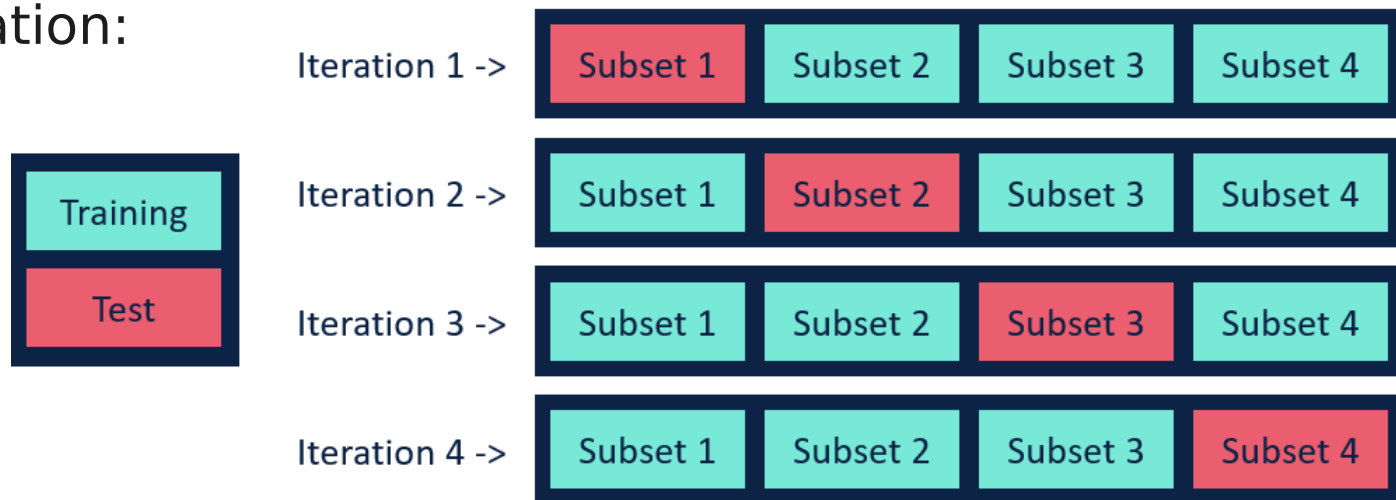 ation:
Iteration 1 -> Subset 1 Subset 2 Subset 3 Subset 4
Iteration 2 -> Subset 1 Subset 2 Subset 3 Subset 4
Training
Test
Iteration 3 -> Subset 1 Subset 2 Subset 3 Subset 4
Iteration 4 -> Subset 1 Subset 2 Subset 3 Subset 4